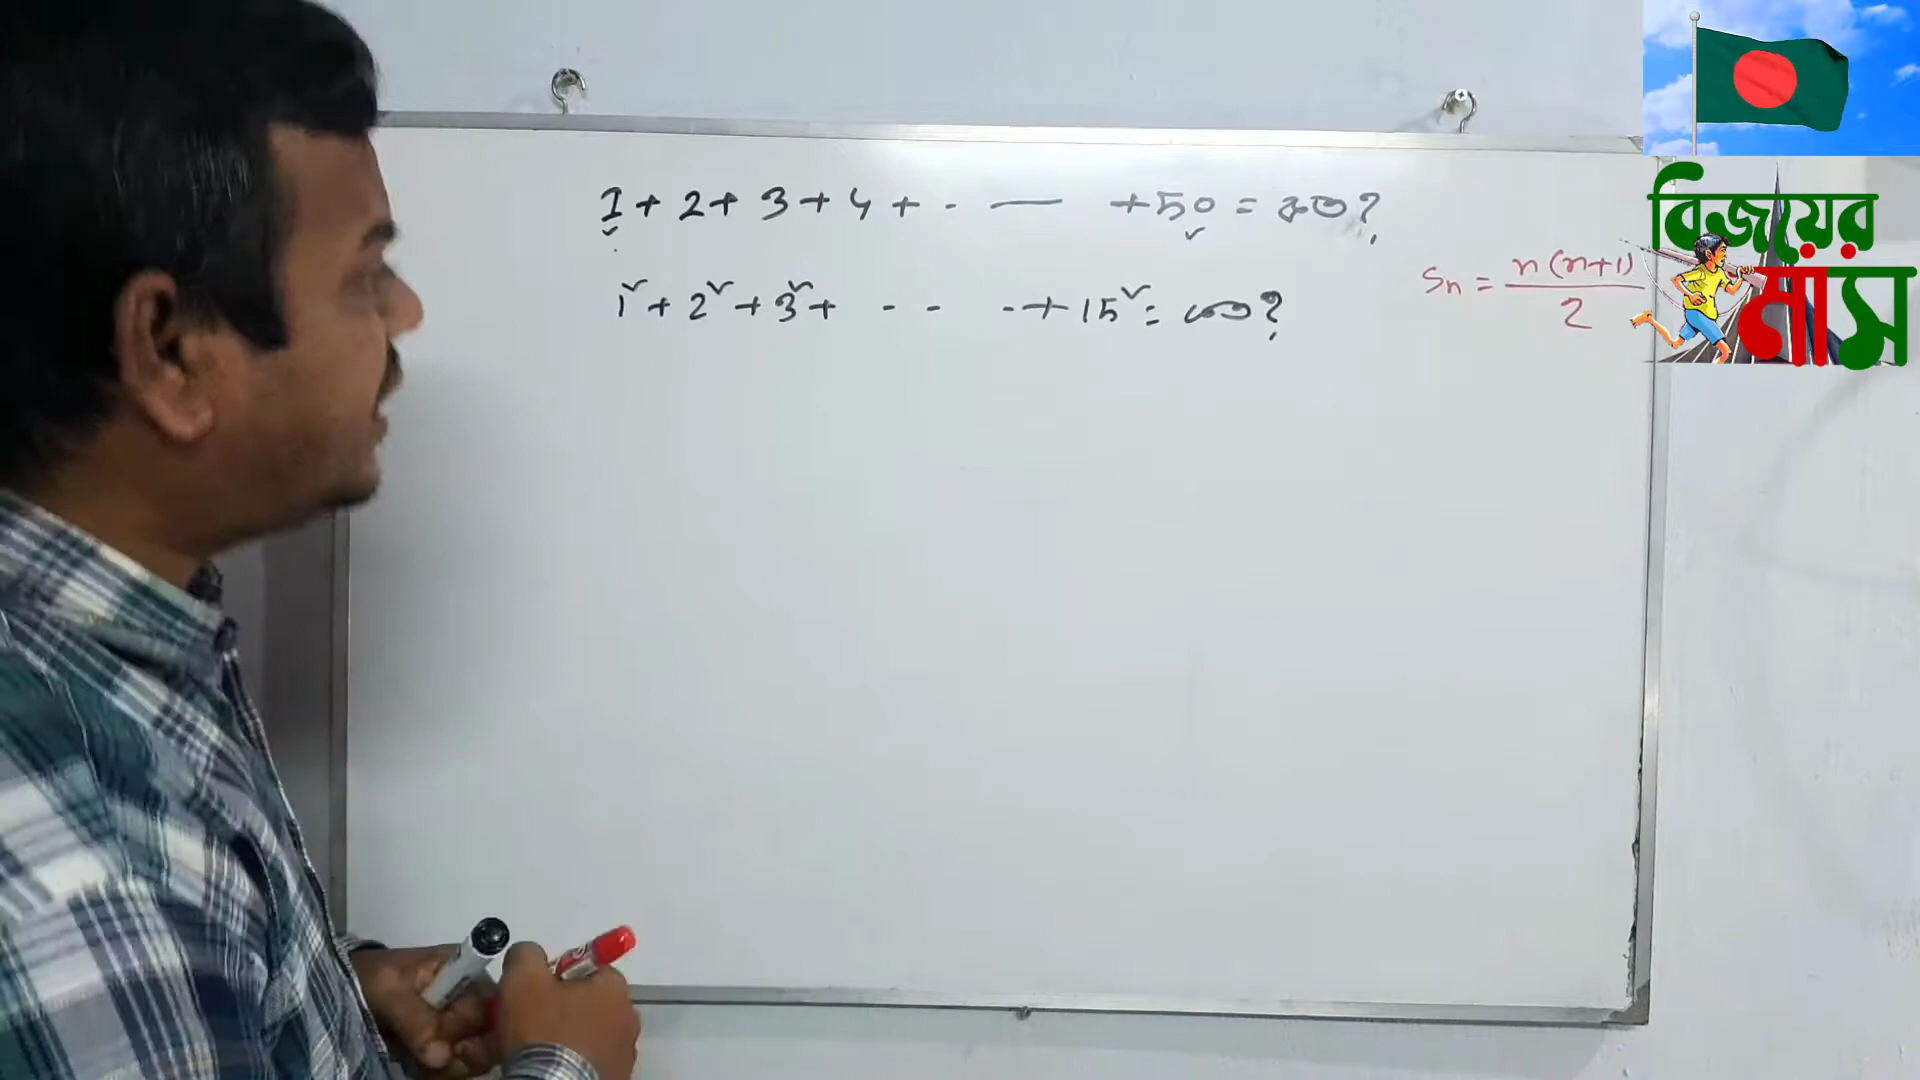 1 + 2 + 3 + 4 + . — + 50 = কত?
1² + 2² + 3² + - - - + 15² = কত?
Sn = n(n+1) / 2
বিজয়ের
মাস